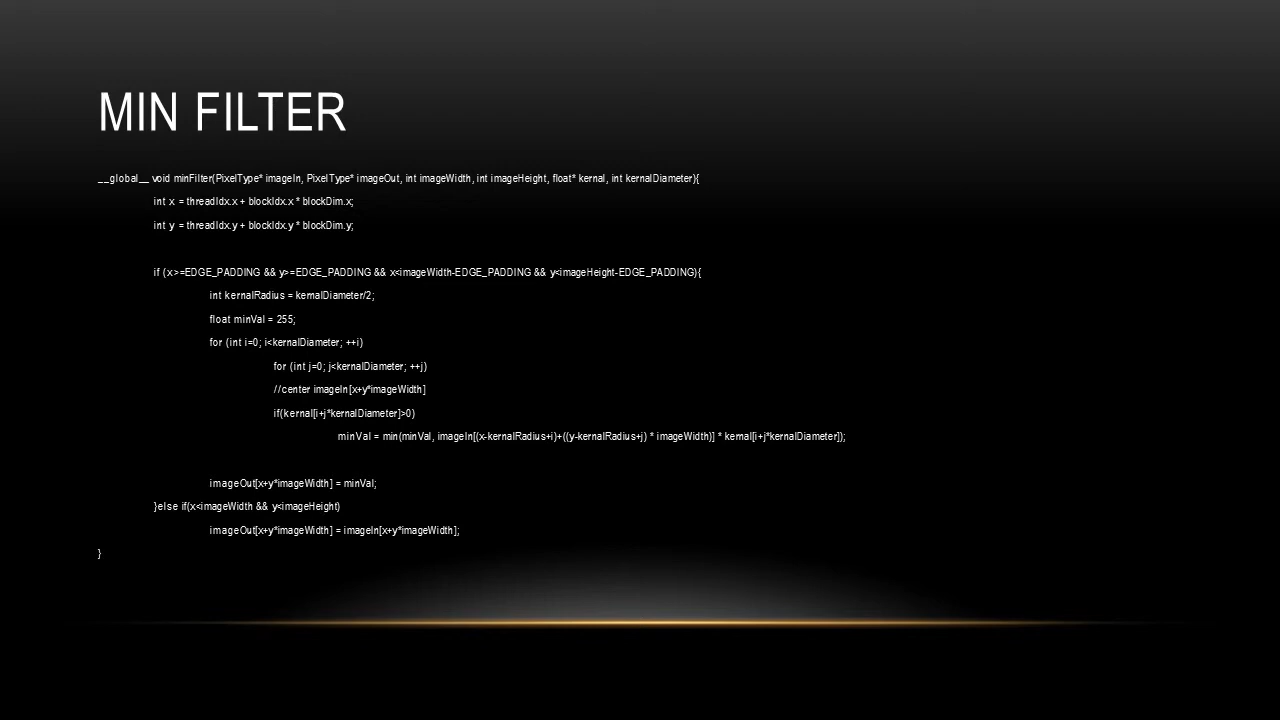 MIN FILTER
__global__ void minFilter(PixelType* imageIn, PixelType* imageOut, int imageWidth, int imageHeight, float* kernal, int kernalDiameter){
int x = threadIdx.x + blockIdx.x * blockDim.x;
int y = threadIdx.y + blockIdx.y * blockDim.y;
if (x>=EDGE_PADDING && y>=EDGE_PADDING && x<imageWidth-EDGE_PADDING && y<imageHeight-EDGE_PADDING){
int kernalRadius = kernalDiameter/2;
float minVal = 255;
for (int i=0; i<kernalDiameter; ++i)
for (int j=0; j<kernalDiameter; ++j)
//center imageIn[x+y*imageWidth]
if(kernal[i+j*kernalDiameter]>0)
minVal = min(minVal, imageIn[(x-kernalRadius+i)+((y-kernalRadius+j) * imageWidth)] * kernal[i+j*kernalDiameter]);
imageOut[x+y*imageWidth] = minVal;
}else if(x<imageWidth && y<imageHeight)
imageOut[x+y*imageWidth] = imageIn[x+y*imageWidth];
}